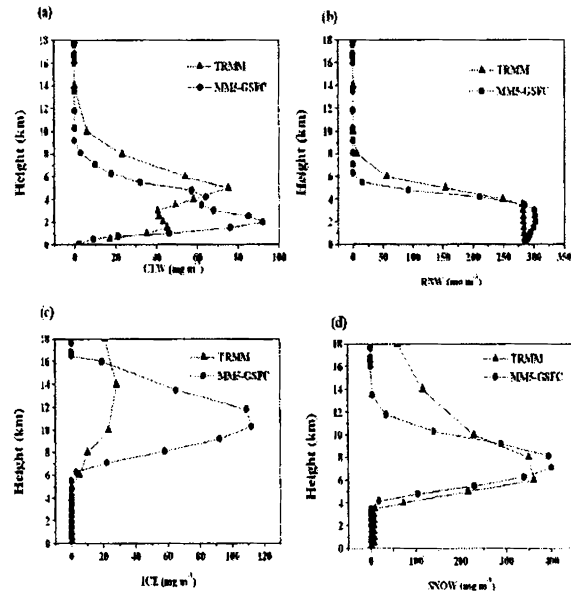 (a)
18
16
14
12
10
8
6
4
2
0
Height (km)
TRMM
MM5-GSFC
0 20 40 60 80 100
CLW (mg m⁻³)
(b)
18
16
14
12
10
8
6
4
2
0
Height (km)
TRMM
MM5-GSFC
0 50 100 150 200 250 300 350
RNW (mg m⁻³)
(c)
18
16
14
12
10
8
6
4
2
0
Height (km)
TRMM
MM5-GSFC
0 20 40 60 80 100 120
ICE (mg m⁻³)
(d)
18
16
14
12
10
8
6
4
2
0
Height (km)
TRMM
MM5-GSFC
0 100 200 300 400
SNOW (mg m⁻³)